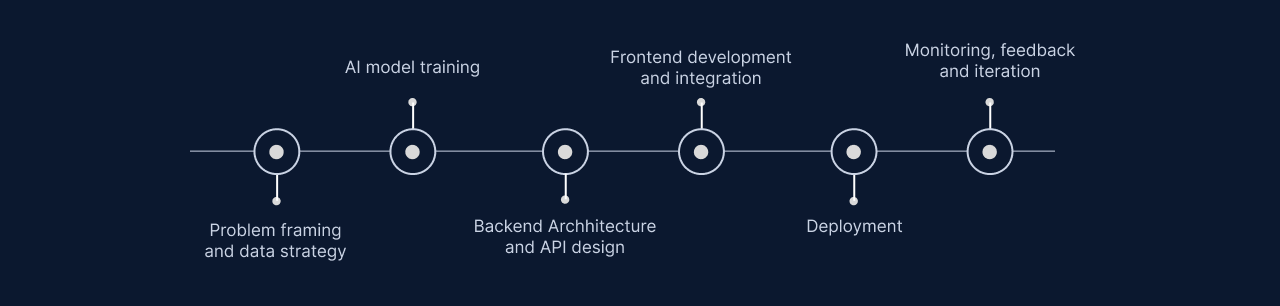 Problem framing
and data strategy
AI model training
Backend Archhitecture
and API design
Frontend development
and integration
Deployment
Monitoring, feedback
and iteration